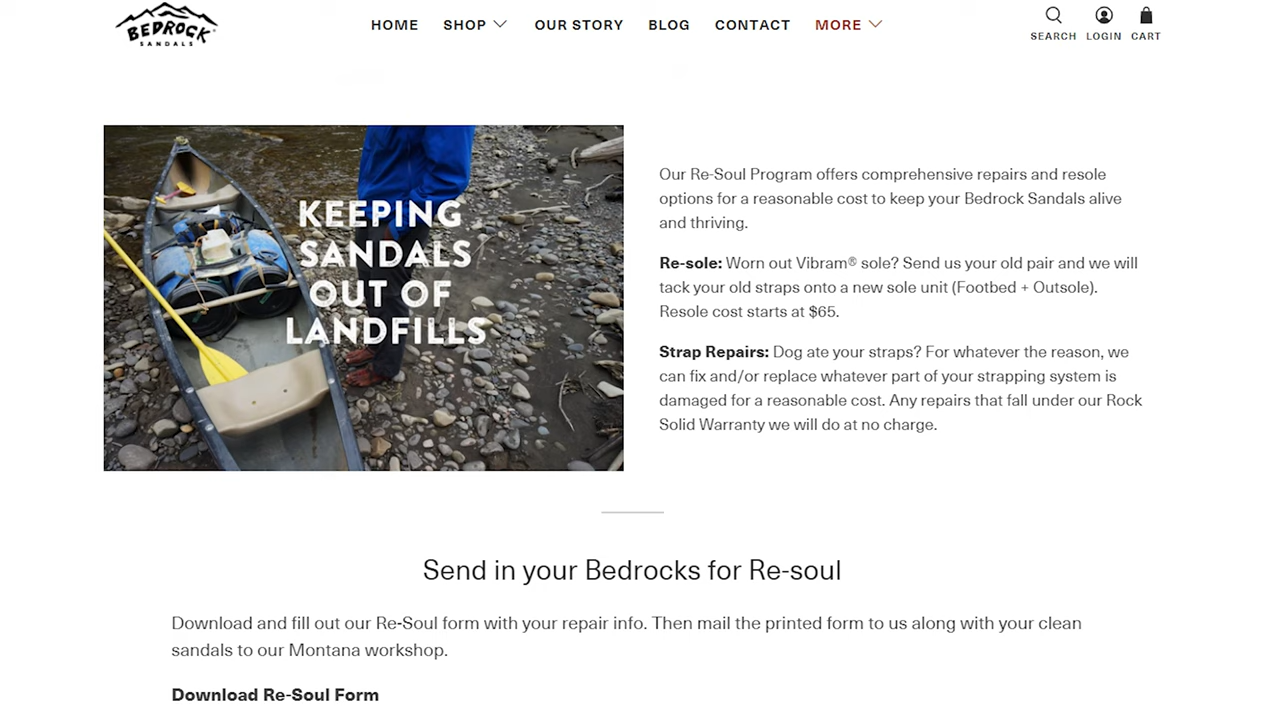 BEDROCK
SANDALS
HOME SHOP OUR STORY BLOG CONTACT MORE
SEARCH LOGIN CART
KEEPING
SANDALS
OUT OF
LANDFILLS
Our Re-Soul Program offers comprehensive repairs and resole
options for a reasonable cost to keep your Bedrock Sandals alive
and thriving.
Re-sole: Worn out Vibram® sole? Send us your old pair and we will
tack your old straps onto a new sole unit (Footbed + Outsole).
Resole cost starts at $65.
Strap Repairs: Dog ate your straps? For whatever the reason, we
can fix and/or replace whatever part of your strapping system is
damaged for a reasonable cost. Any repairs that fall under our Rock
Solid Warranty we will do at no charge.
Send in your Bedrocks for Re-soul
Download and fill out our Re-Soul form with your repair info. Then mail the printed form to us along with your clean
sandals to our Montana workshop.
Download Re-Soul Form